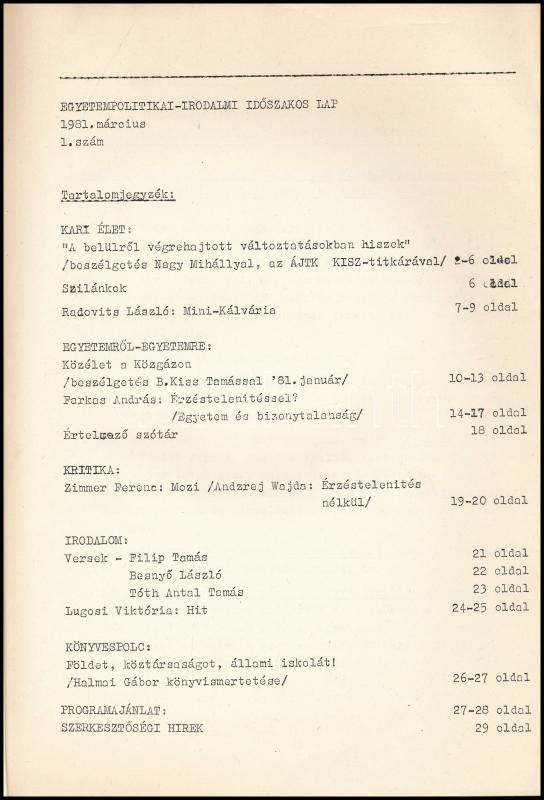 EGYETEMPOLITIKAI-IRODALMI IDŐSZAKOS LAP
1981.március
1.szám
Tartalomjegyzék:
KARI ÉLET:
"A belülről végrehajtott változtatásokban hiszek"
/beszélgetés Nagy Mihállyal, az ÁJTK KISZ-titkárával/ 2-6 oldal
Szilánkok 6 oldal
Radovits László: Mini-Kálvária 7-9 oldal
EGYETEMRŐL-EGYETEMRE:
Közélet a Közgázon
/beszélgetés B.Kiss Tamással '81.január/ 10-13 oldal
Farkas András: Érzéstelenitéssel?
/Egyetem és bizonytalanság/ 14-17 oldal
Értelmező szótár 18 oldal
KRITIKA:
Zimmer Ferenc: Mozi /Andzrej Wajda: Érzéstelenités
nélkül/ 19-20 oldal
IRODALOM:
Versek - Filip Tamás 21 oldal
Besnyő László 22 oldal
Tóth Antal Tamás 23 oldal
Lugosi Viktória: Hit 24-25 oldal
KÖNYVESPOLC:
Földet, köztársaságot, állami iskolát!
/Halmai Gábor könyvismertetése/ 26-27 oldal
PROGRAMAJÁNLAT: 27-28 oldal
SZERKESZTŐSÉGI HIREK 29 oldal